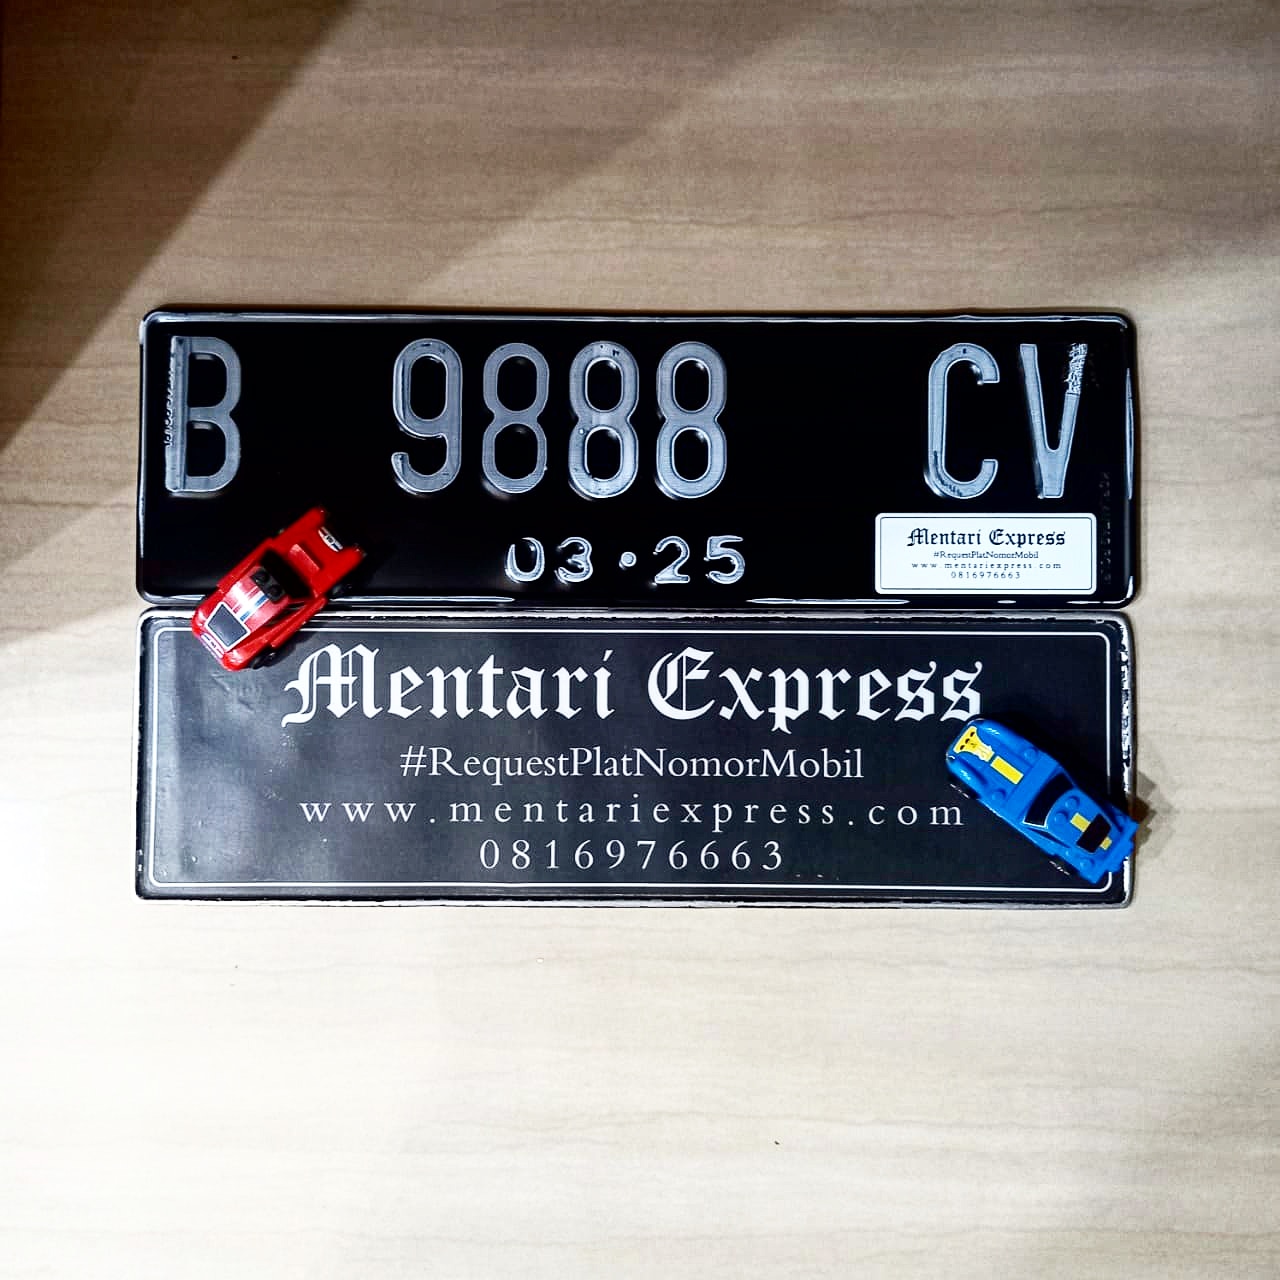 B 9888 CV
03·25
Mentari Express
#RequestPlatNomorMobil
www.mentariexpress.com
0816976663
Mentari Express
#RequestPlatNomorMobil
www.mentariexpress.com
0816976663